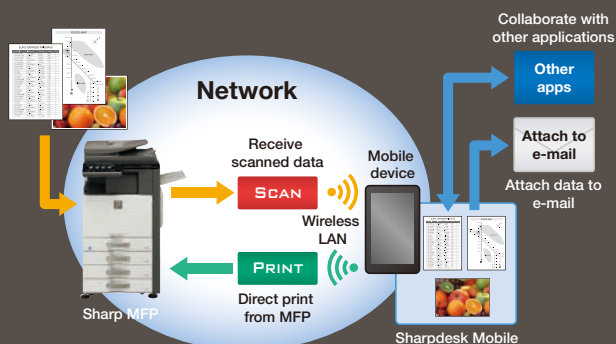 Collaborate with
other applications
Network
Other
apps
Receive
scanned data
Mobile
device
Attach to
e-mail
SCAN
Wireless
LAN
Attach data to
e-mail
PRINT
Direct print
from MFP
Sharp MFP
Sharpdesk Mobile